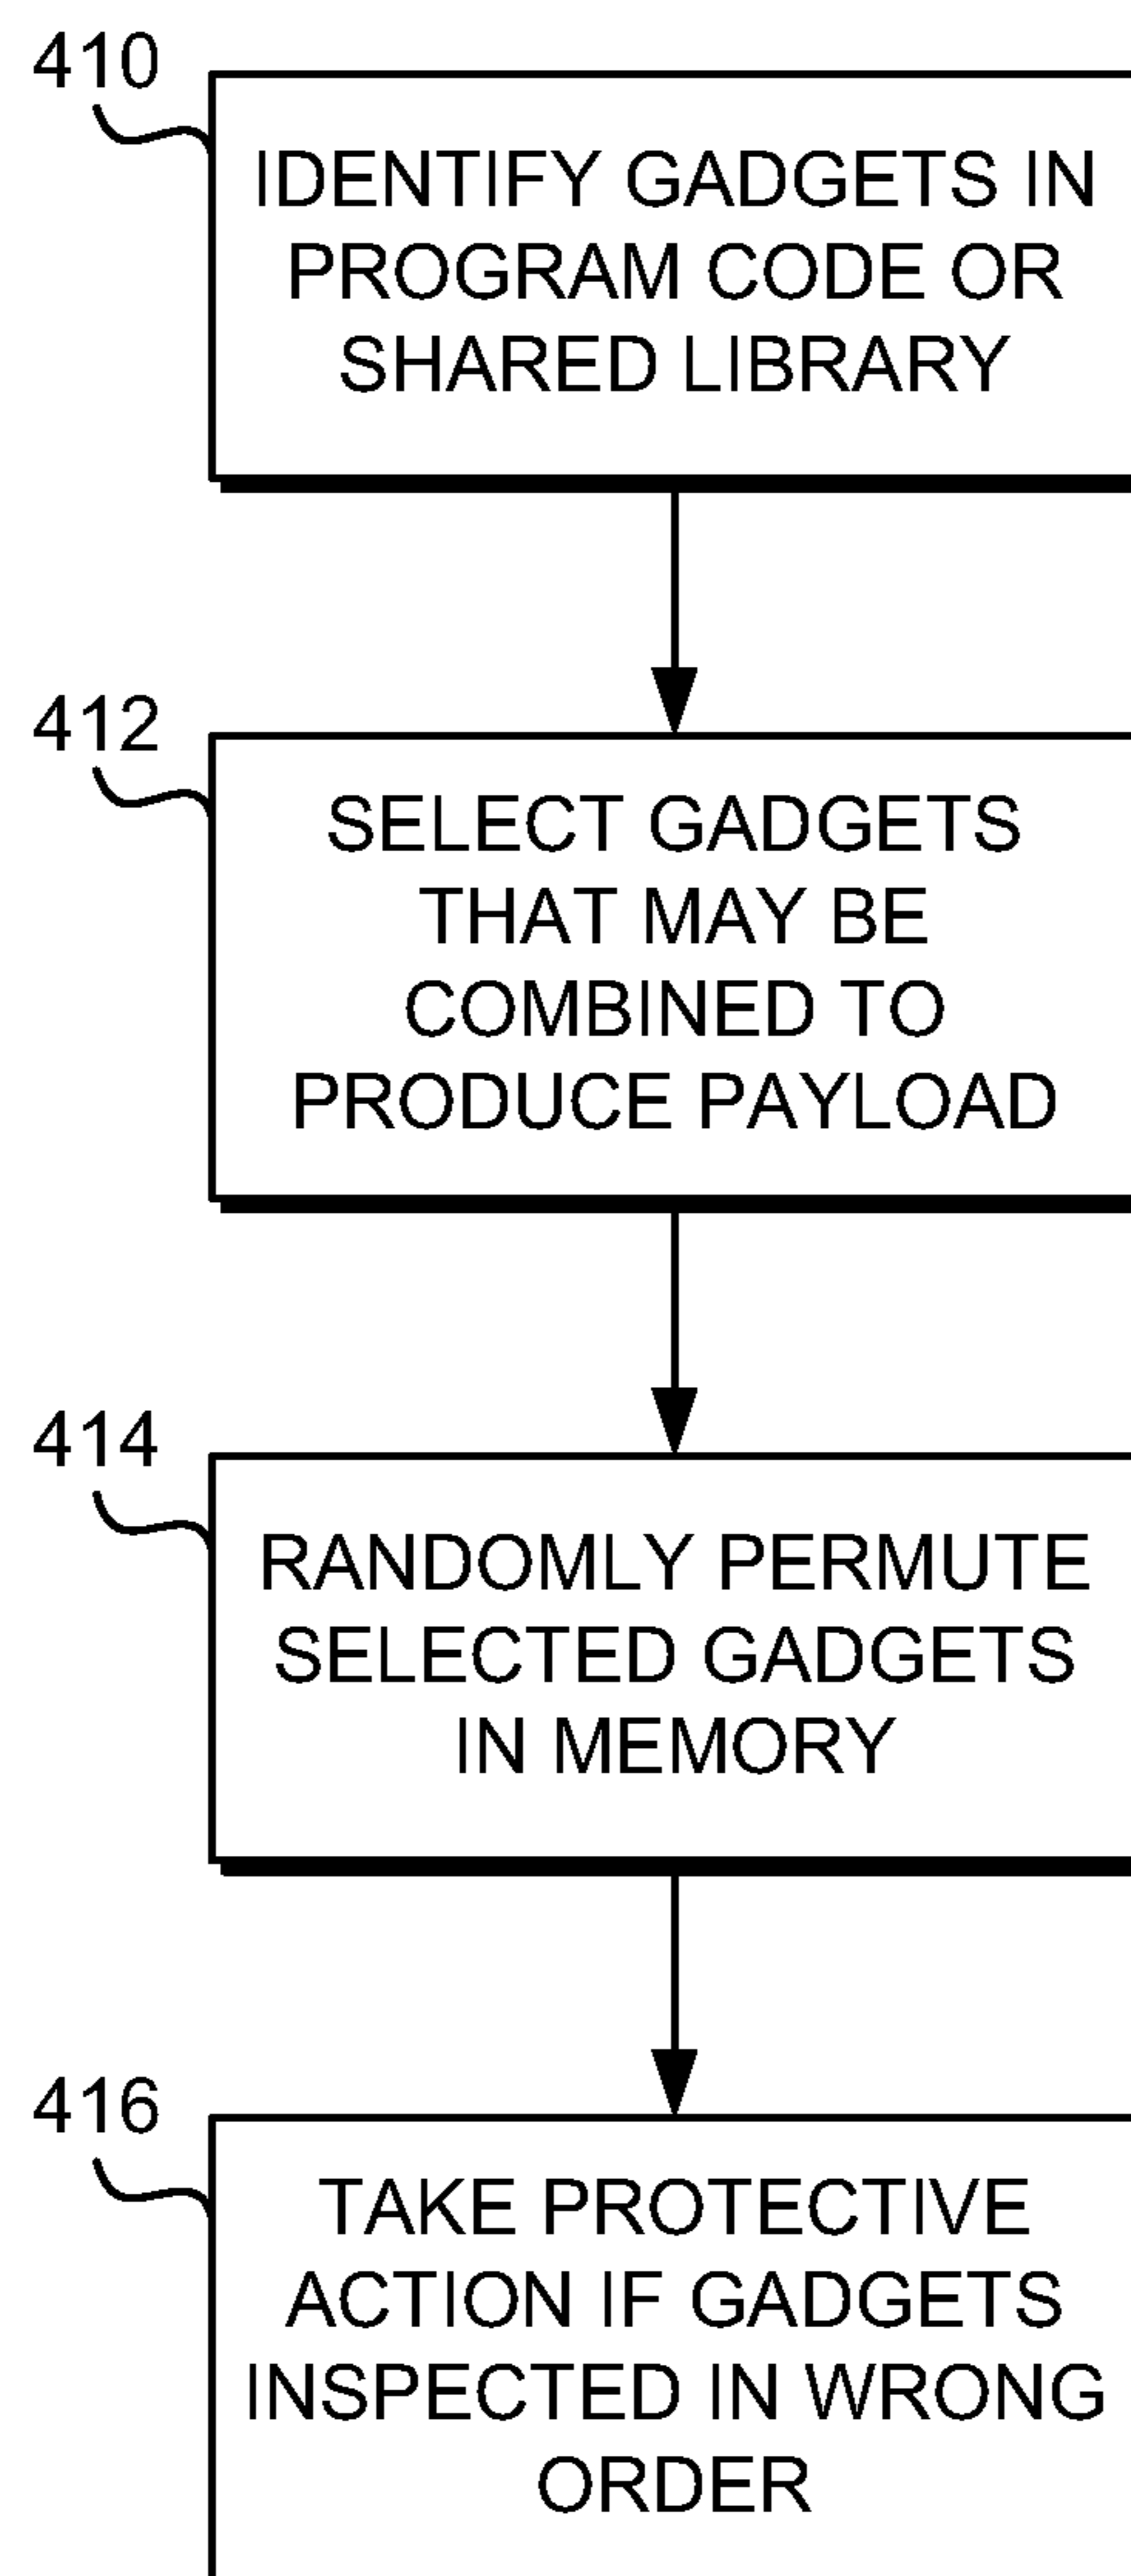 410
IDENTIFY GADGETS IN
PROGRAM CODE OR
SHARED LIBRARY
412
SELECT GADGETS
THAT MAY BE
COMBINED TO
PRODUCE PAYLOAD
414
RANDOMLY PERMUTE
SELECTED GADGETS
IN MEMORY
416
TAKE PROTECTIVE
ACTION IF GADGETS
INSPECTED IN WRONG
ORDER